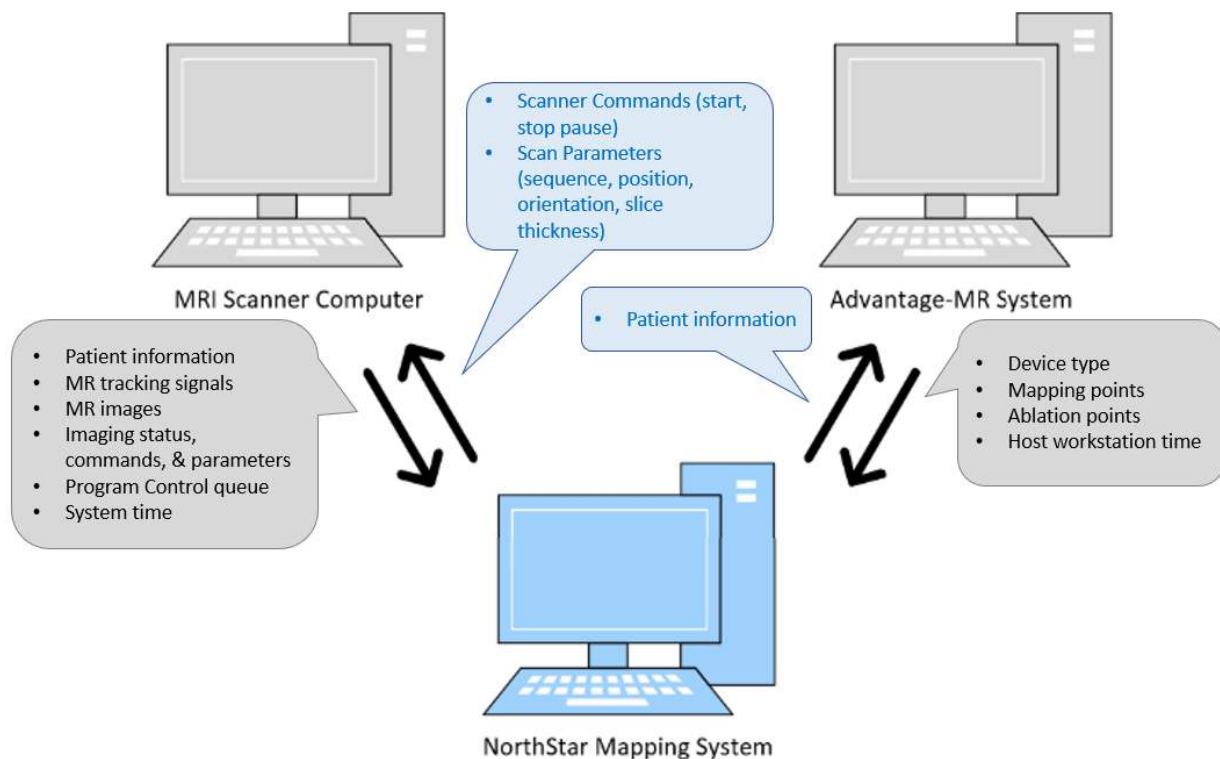 • Scanner Commands (start,
stop pause)
• Scan Parameters
(sequence, position,
orientation, slice
thickness)
MRI Scanner Computer
Advantage-MR System
• Patient information
• Patient information
• MR tracking signals
• MR images
• Imaging status,
commands, & parameters
• Program Control queue
• System time
• Device type
• Mapping points
• Ablation points
• Host workstation time
NorthStar Mapping System